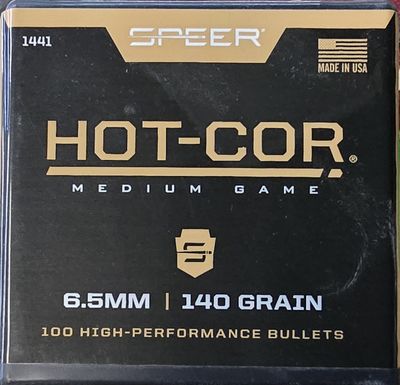 1441
SPEER
MADE IN USA
HOT-COR®
MEDIUM GAME
S
6.5MM | 140 GRAIN
100 HIGH-PERFORMANCE BULLETS